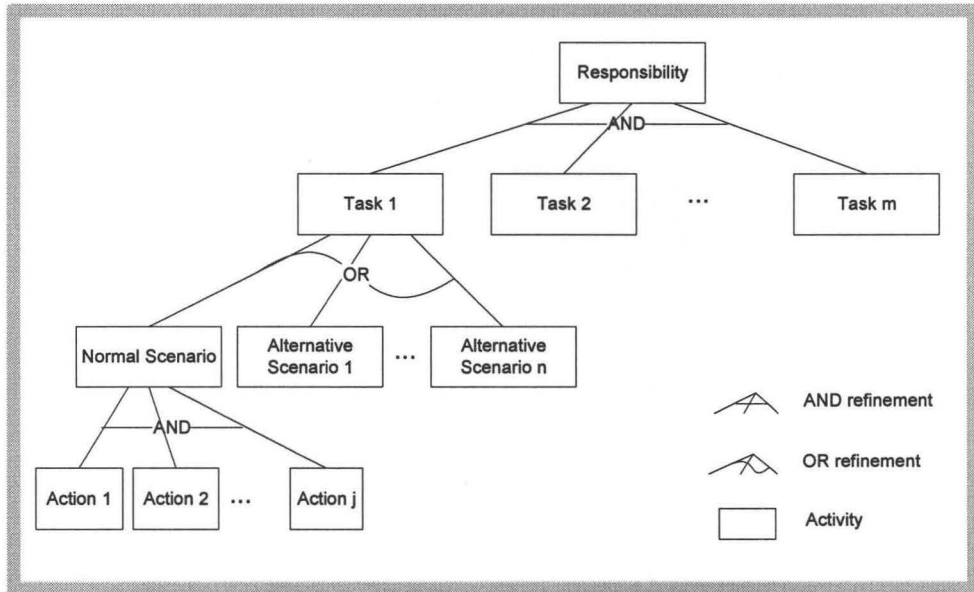 Responsibility
AND
Task 1
Task 2
...
Task m
OR
Normal Scenario
Alternative
Scenario 1
...
Alternative
Scenario n
AND
Action 1
Action 2
...
Action j
AND refinement
OR refinement
Activity